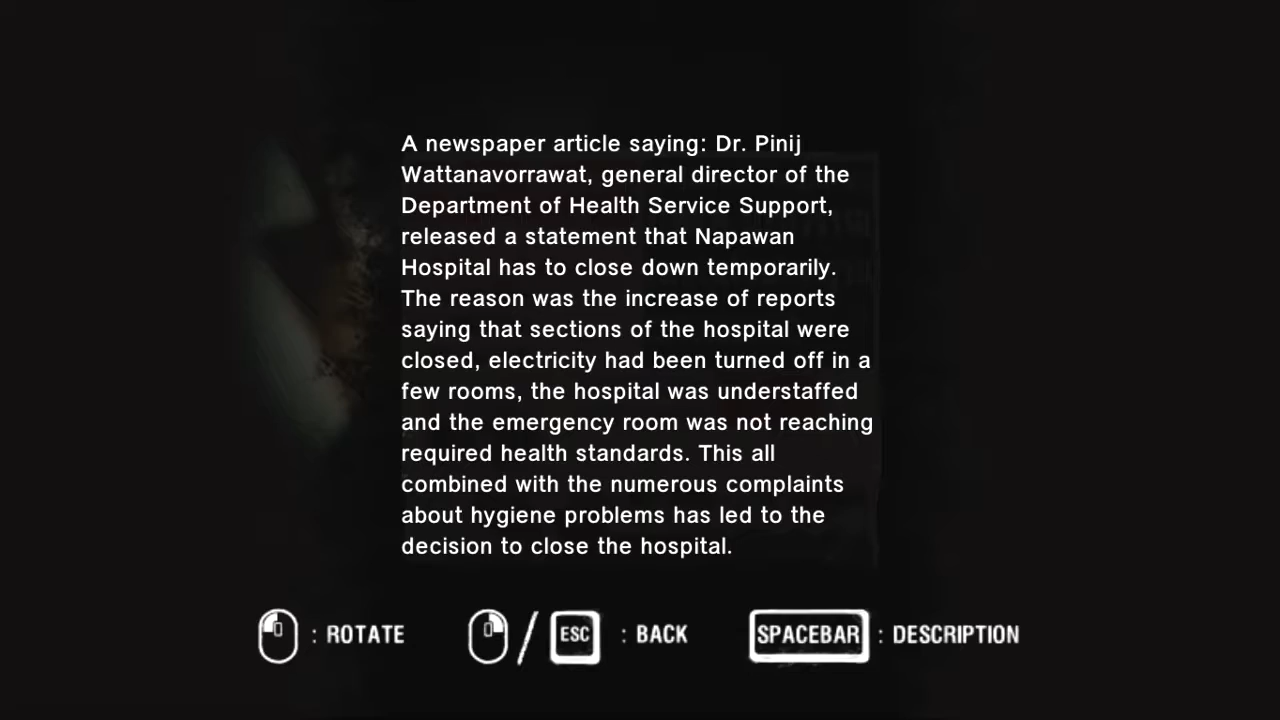 A newspaper article saying: Dr. Pinij
Wattanavorrawat, general director of the
Department of Health Service Support,
released a statement that Napawan
Hospital has to close down temporarily.
The reason was the increase of reports
saying that sections of the hospital were
closed, electricity had been turned off in a
few rooms, the hospital was understaffed
and the emergency room was not reaching
required health standards. This all
combined with the numerous complaints
about hygiene problems has led to the
decision to close the hospital.
: ROTATE / ESC : BACK SPACEBAR : DESCRIPTION